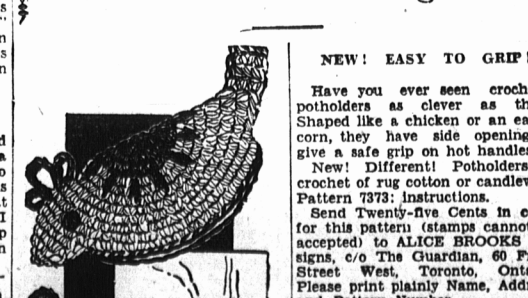 NEW! EASY TO GRIP!
Have you ever seen croch
potholders as clever as th
Shaped like a chicken or an ea
corn, they have side opening
give a safe grip on hot handle
New! Different! Potholders
crochet of rug cotton or candlew
Pattern 7373: instructions.
Send Twenty-five Cents in c
for this pattern (stamps cannot
accepted) to ALICE BROOKS
signs, c/o The Guardian, 60 F
Street West, Toronto, Onta
Please print plainly Name, Add